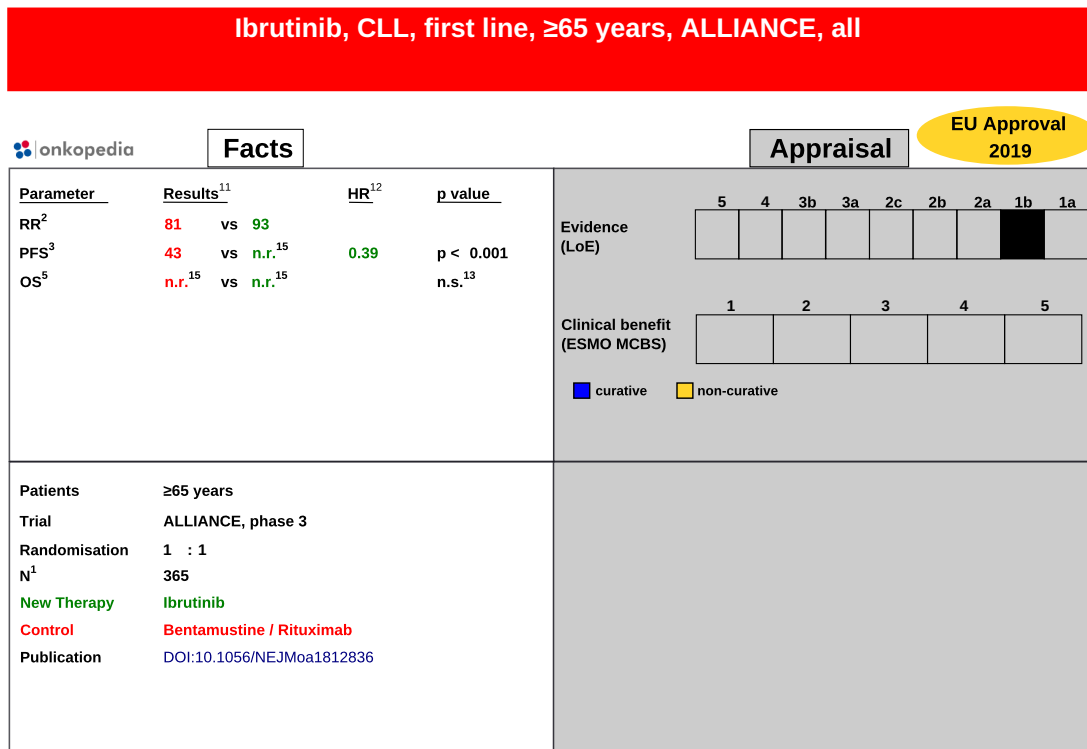 Ibrutinib, CLL, first line, ≥65 years, ALLIANCE, all
onkopedia
Facts
Appraisal
EU Approval
2019
Parameter Results11 HR12 p value
RR2 81 vs 93
PFS3 43 vs n.r.15 0.39 p < 0.001
OS5 n.r.15 vs n.r.15 n.s.13
Evidence
(LoE)
5 4 3b 3a 2c 2b 2a 1b 1a
Clinical benefit
(ESMO MCBS)
1 2 3 4 5
curative non-curative
Patients ≥65 years
Trial ALLIANCE, phase 3
Randomisation 1 : 1
N1 365
New Therapy Ibrutinib
Control Bentamustine / Rituximab
Publication DOI:10.1056/NEJMoa1812836